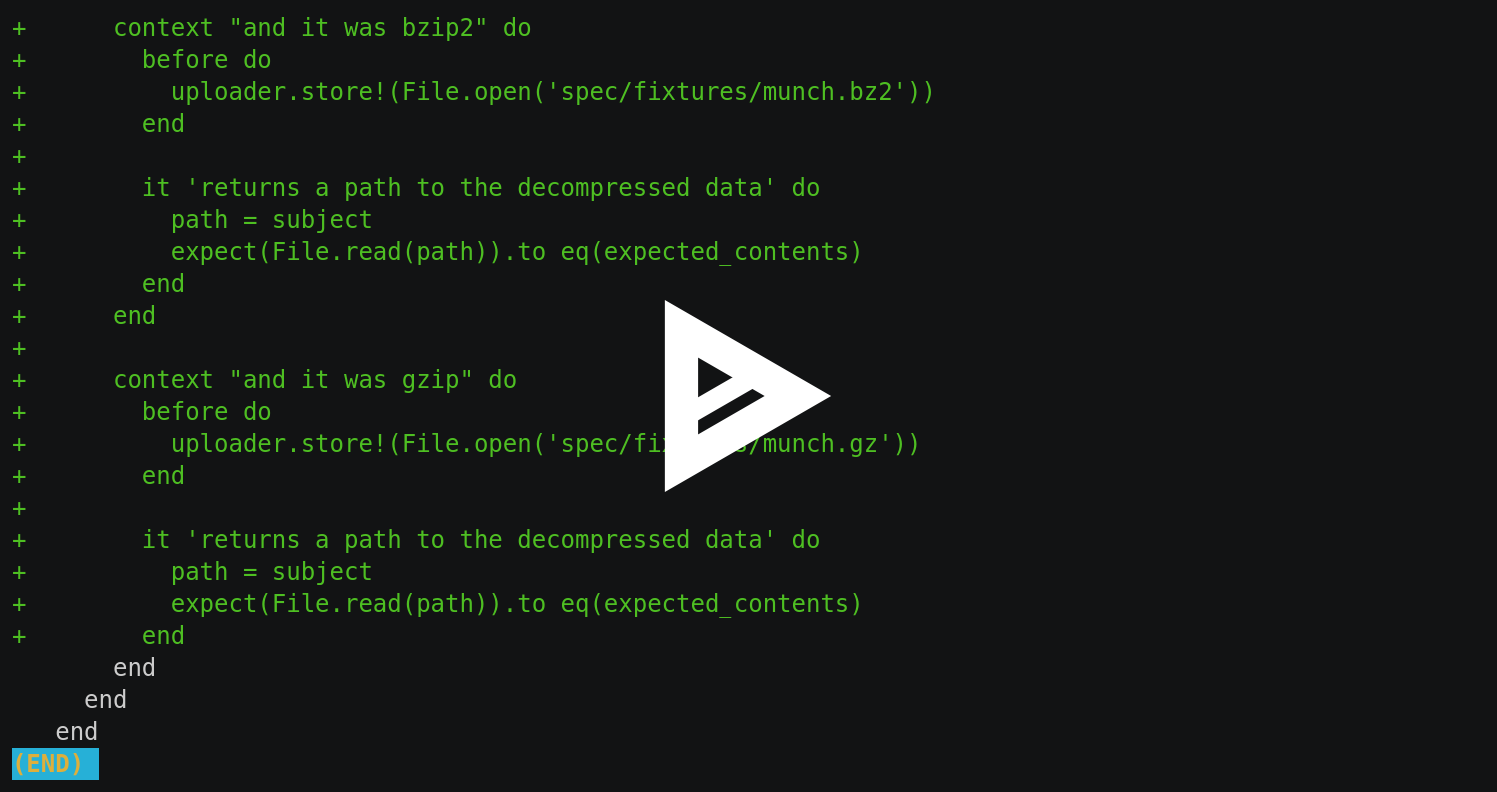 +      context "and it was bzip2" do
+        before do
+          uploader.store!(File.open('spec/fixtures/munch.bz2'))
+        end
+
+        it 'returns a path to the decompressed data' do
+          path = subject
+          expect(File.read(path)).to eq(expected_contents)
+        end
+      end
+
+      context "and it was gzip" do
+        before do
+          uploader.store!(File.open('spec/fixtures/munch.gz'))
+        end
+
+        it 'returns a path to the decompressed data' do
+          path = subject
+          expect(File.read(path)).to eq(expected_contents)
+        end
       end
     end
   end
(END)